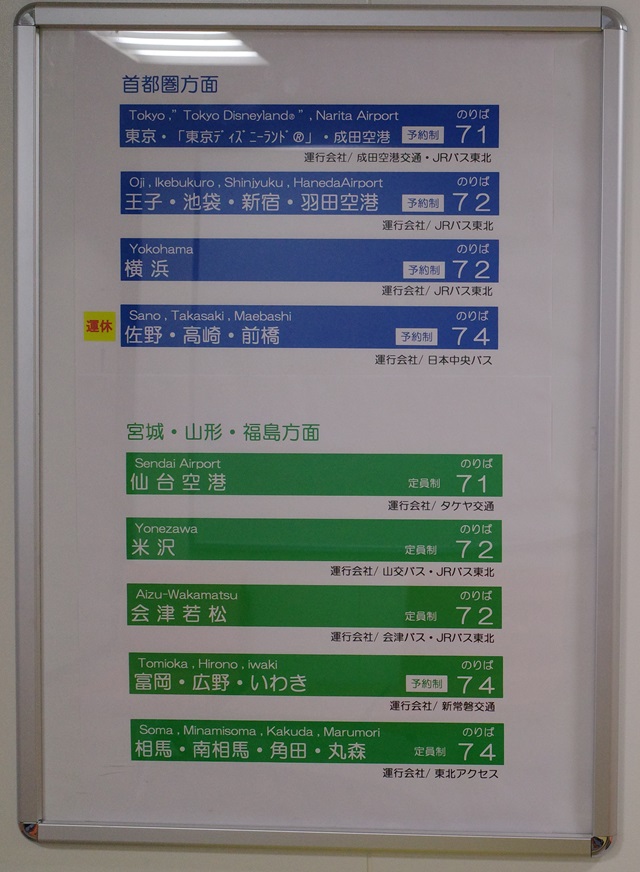 首都圏方面
Tokyo ," Tokyo Disneyland® " , Narita Airport のりば
東京・「東京ディズニーランド®」・成田空港 予約制 71
運行会社/ 成田空港交通・JRバス東北
Oji , Ikebukuro , Shinjyuku , HanedaAirport のりば
王子・池袋・新宿・羽田空港 予約制 72
運行会社/ JRバス東北
Yokohama のりば
横浜 予約制 72
運行会社/ JRバス東北
Sano , Takasaki , Maebashi のりば
運休 佐野・高崎・前橋 予約制 74
運行会社/ 日本中央バス
宮城・山形・福島方面
Sendai Airport のりば
仙台空港 定員制 71
運行会社/ タケヤ交通
Yonezawa のりば
米沢 定員制 72
運行会社/ 山交バス・JRバス東北
Aizu-Wakamatsu のりば
会津若松 定員制 72
運行会社/ 会津バス・JRバス東北
Tomioka , Hirono , iwaki のりば
富岡・広野・いわき 予約制 74
運行会社/ 新常磐交通
Soma , Minamisoma , Kakuda , Marumori のりば
相馬・南相馬・角田・丸森 定員制 74
運行会社/ 東北アクセス